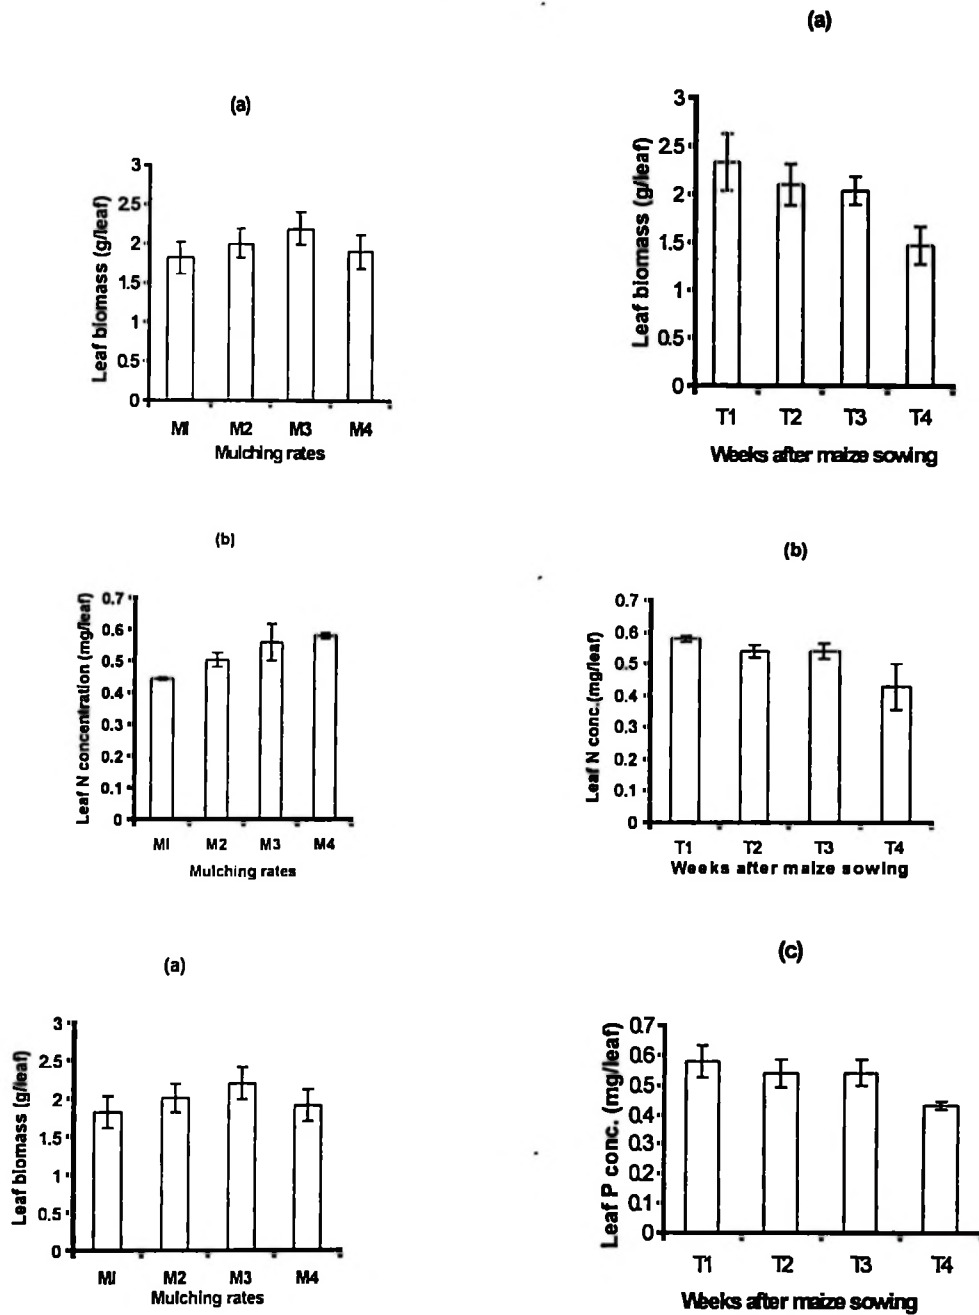 (a)
Leaf biomass (g/leaf)
3
2.5
2
1.5
1
0.5
0
MI M2 M3 M4
Mulching rates
(a)
Leaf biomass (g/leaf)
3
2.5
2
1.5
1
0.5
0
T1 T2 T3 T4
Weeks after maize sowing
(b)
Leaf N concentration (mg/leaf)
0.7
0.6
0.5
0.4
0.3
0.2
0.1
0
MI M2 M3 M4
Mulching rates
(b)
Leaf N conc.(mg/leaf)
0.7
0.6
0.5
0.4
0.3
0.2
0.1
0
T1 T2 T3 T4
Weeks after maize sowing
(a)
Leaf biomass (g/leaf)
3
2.5
2
1.5
1
0.5
0
MI M2 M3 M4
Mulching rates
(c)
Leaf P conc. (mg/leaf)
0.7
0.6
0.5
0.4
0.3
0.2
0.1
0
T1 T2 T3 T4
Weeks after maize sowing